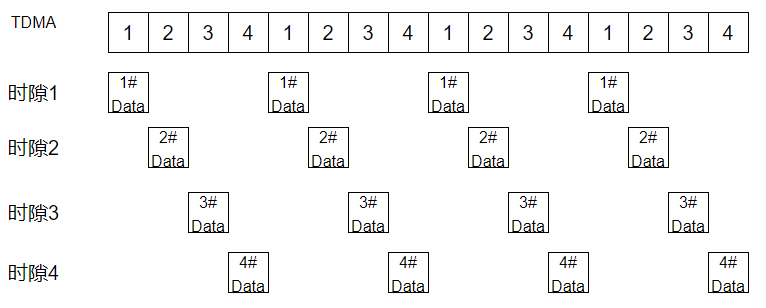 TDMA 1 2 3 4 1 2 3 4 1 2 3 4 1 2 3 4
时隙1 1# 1# 1# 1#
Data Data Data Data
时隙2 2# 2# 2# 2#
Data Data Data Data
时隙3 3# 3# 3# 3#
Data Data Data Data
时隙4 4# 4# 4# 4#
Data Data Data Data